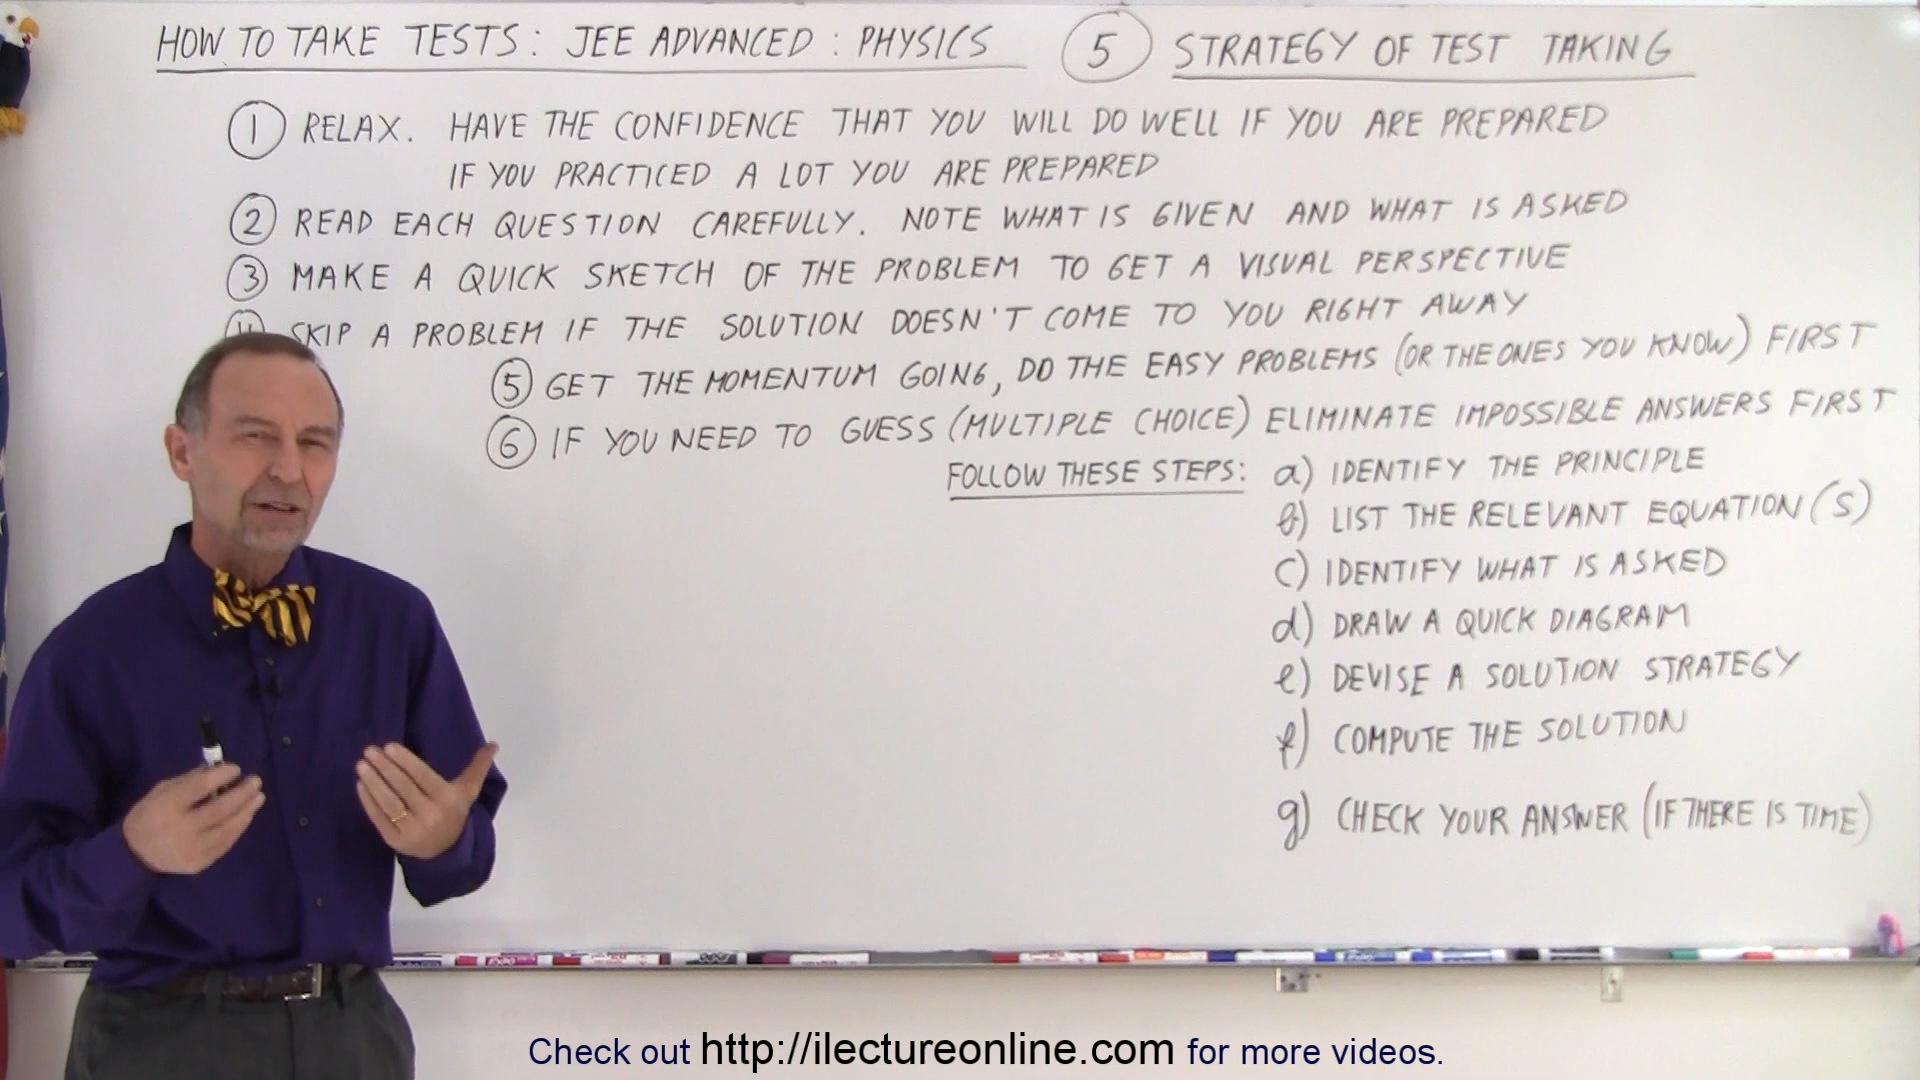 HOW TO TAKE TESTS: JEE ADVANCED: PHYSICS 5 STRATEGY OF TEST TAKING
1 RELAX. HAVE THE CONFIDENCE THAT YOU WILL DO WELL IF YOU ARE PREPARED
IF YOU PRACTICED A LOT YOU ARE PREPARED
2 READ EACH QUESTION CAREFULLY. NOTE WHAT IS GIVEN AND WHAT IS ASKED
3 MAKE A QUICK SKETCH OF THE PROBLEM TO GET A VISUAL PERSPECTIVE
4 SKIP A PROBLEM IF THE SOLUTION DOESN'T COME TO YOU RIGHT AWAY
5 GET THE MOMENTUM GOING, DO THE EASY PROBLEMS (OR THE ONES YOU KNOW) FIRST
6 IF YOU NEED TO GUESS (MULTIPLE CHOICE) ELIMINATE IMPOSSIBLE ANSWERS FIRST
FOLLOW THESE STEPS: a) IDENTIFY THE PRINCIPLE
b) LIST THE RELEVANT EQUATION(S)
c) IDENTIFY WHAT IS ASKED
d) DRAW A QUICK DIAGRAM
e) DEVISE A SOLUTION STRATEGY
f) COMPUTE THE SOLUTION
g) CHECK YOUR ANSWER (IF THERE IS TIME)
Check out http://ilectureonline.com for more videos.